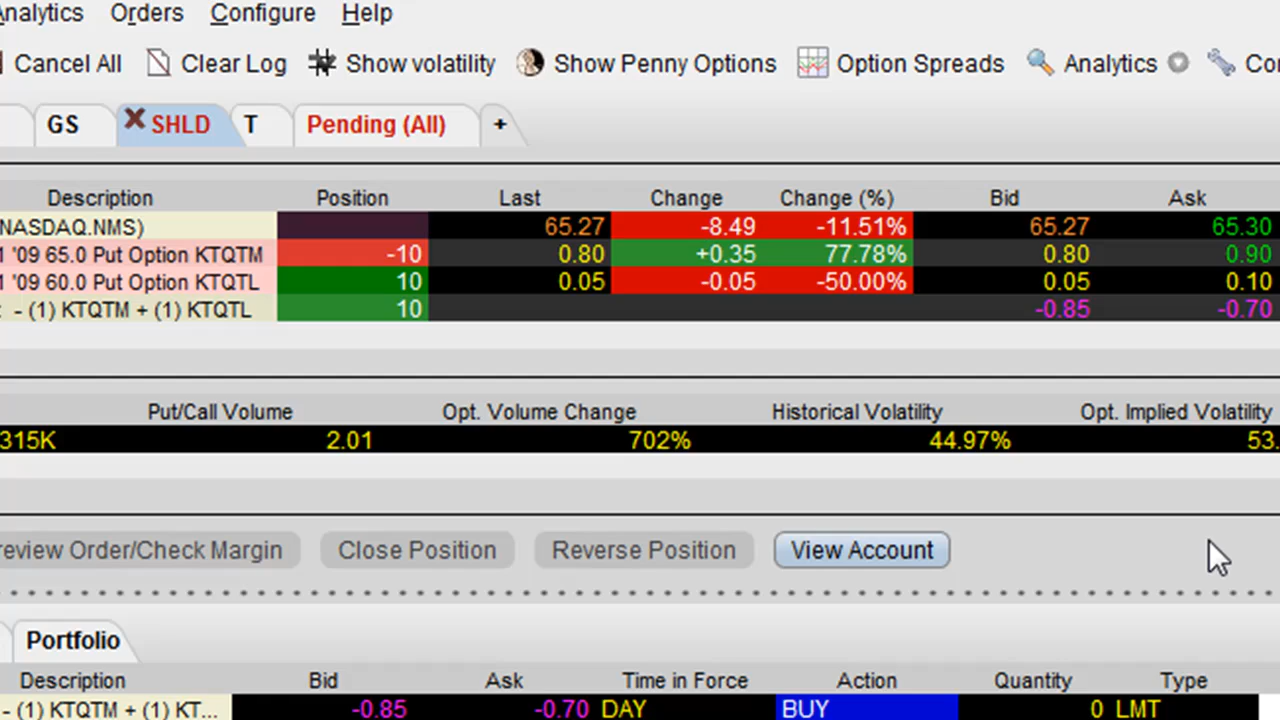 Analytics Orders Configure Help
Cancel All Clear Log Show volatility Show Penny Options Option Spreads Analytics Con
GS SHLD T Pending (All) +
Description Position Last Change Change (%) Bid Ask
NASDAQ.NMS) 65.27 -8.49 -11.51% 65.27 65.30
'09 65.0 Put Option KTQTM -10 0.80 +0.35 77.78% 0.80 0.90
'09 60.0 Put Option KTQTL 10 0.05 -0.05 -50.00% 0.05 0.10
- (1) KTQTM + (1) KTQTL 10 -0.85 -0.70
Put/Call Volume Opt. Volume Change Historical Volatility Opt. Implied Volatility
315K 2.01 702% 44.97% 53.
review Order/Check Margin Close Position Reverse Position View Account
Portfolio
Description Bid Ask Time in Force Action Quantity Type
- (1) KTQTM + (1) KT... -0.85 -0.70 DAY BUY 0 LMT